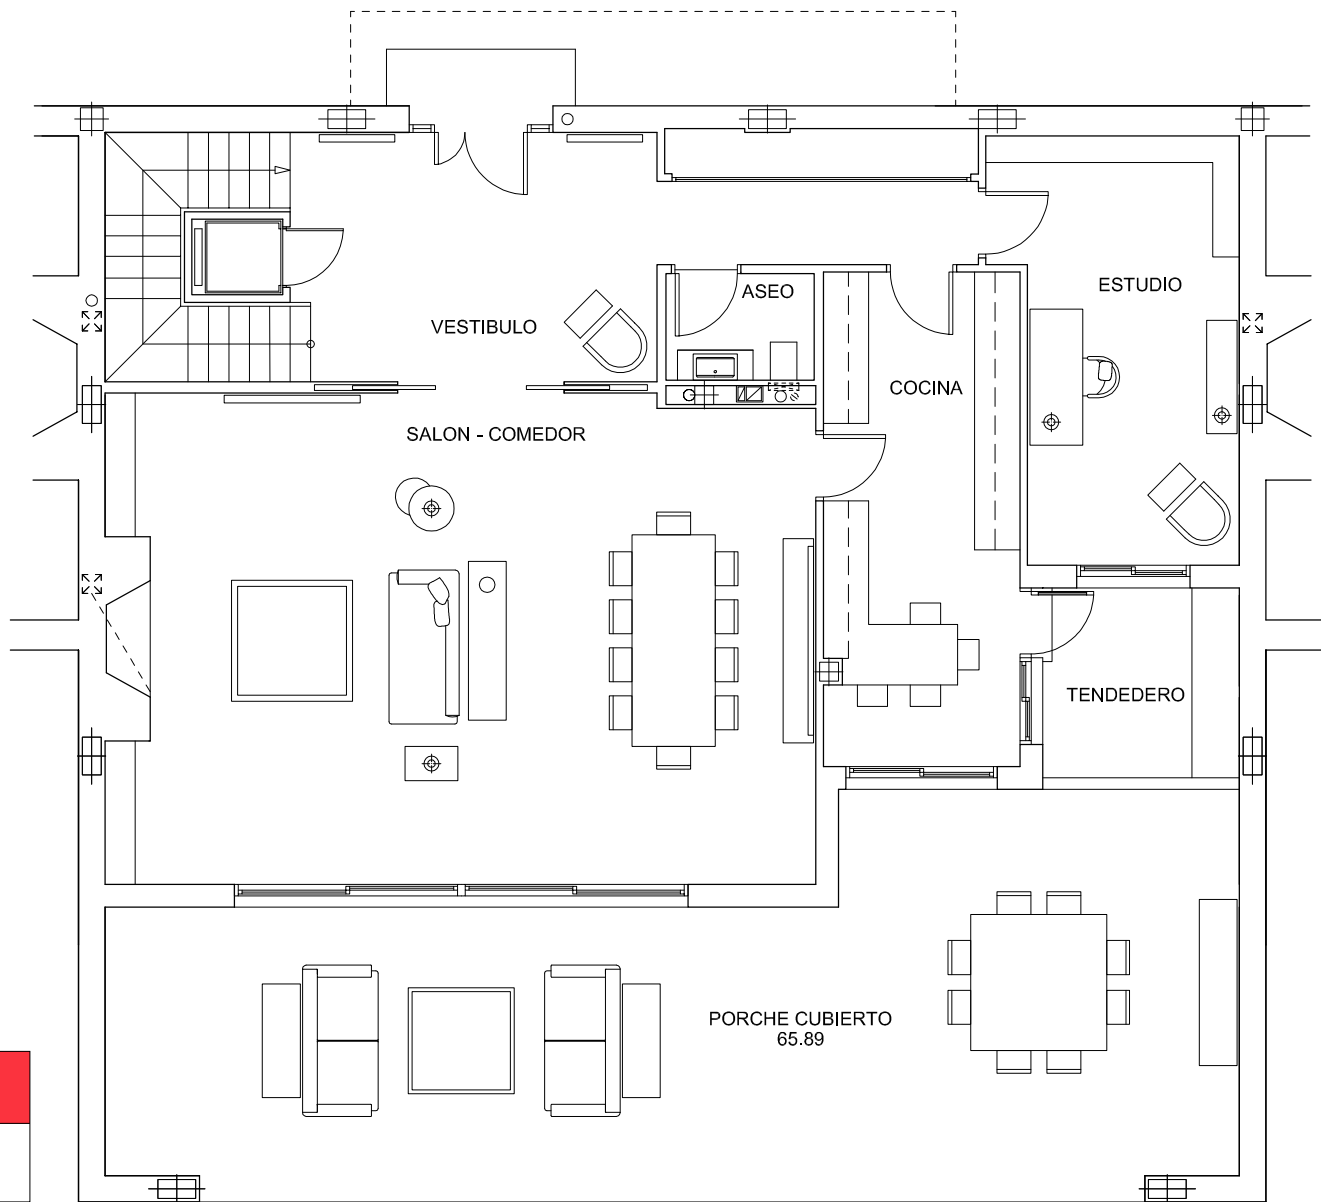 ASEO
ESTUDIO
VESTIBULO
COCINA
SALON - COMEDOR
TENDEDERO
PORCHE CUBIERTO
65.89